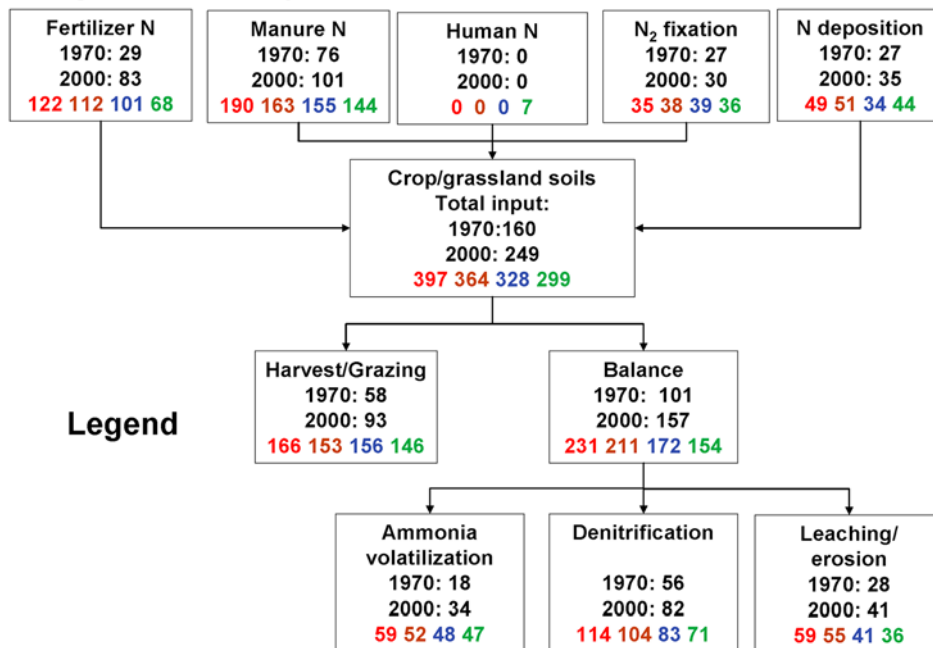 Fertilizer N
1970: 29
2000: 83
122 112 101 68
Manure N
1970: 76
2000: 101
190 163 155 144
Human N
1970: 0
2000: 0
0 0 0 7
N₂ fixation
1970: 27
2000: 30
35 38 39 36
N deposition
1970: 27
2000: 35
49 51 34 44
Crop/grassland soils
Total input:
1970:160
2000: 249
397 364 328 299
Harvest/Grazing
1970: 58
2000: 93
166 153 156 146
Balance
1970: 101
2000: 157
231 211 172 154
Legend
Ammonia
volatilization
1970: 18
2000: 34
59 52 48 47
Denitrification
1970: 56
2000: 82
114 104 83 71
Leaching/
erosion
1970: 28
2000: 41
59 55 41 36